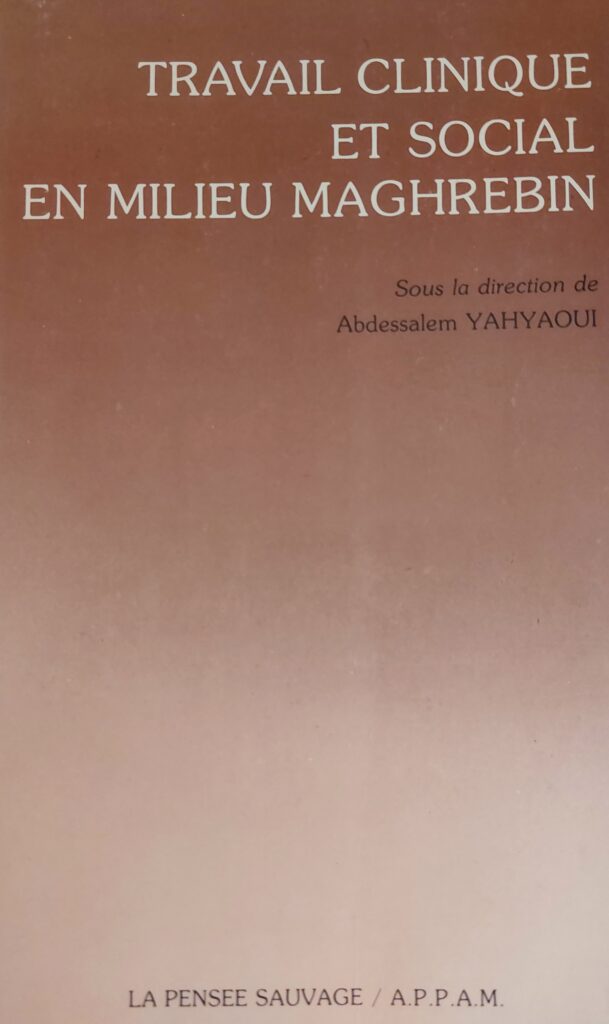 TRAVAIL CLINIQUE
ET SOCIAL
EN MILIEU MAGHREBIN
Sous la direction de
Abdessalem YAHYAOUI
LA PENSEE SAUVAGE / A.P.P.A.M.